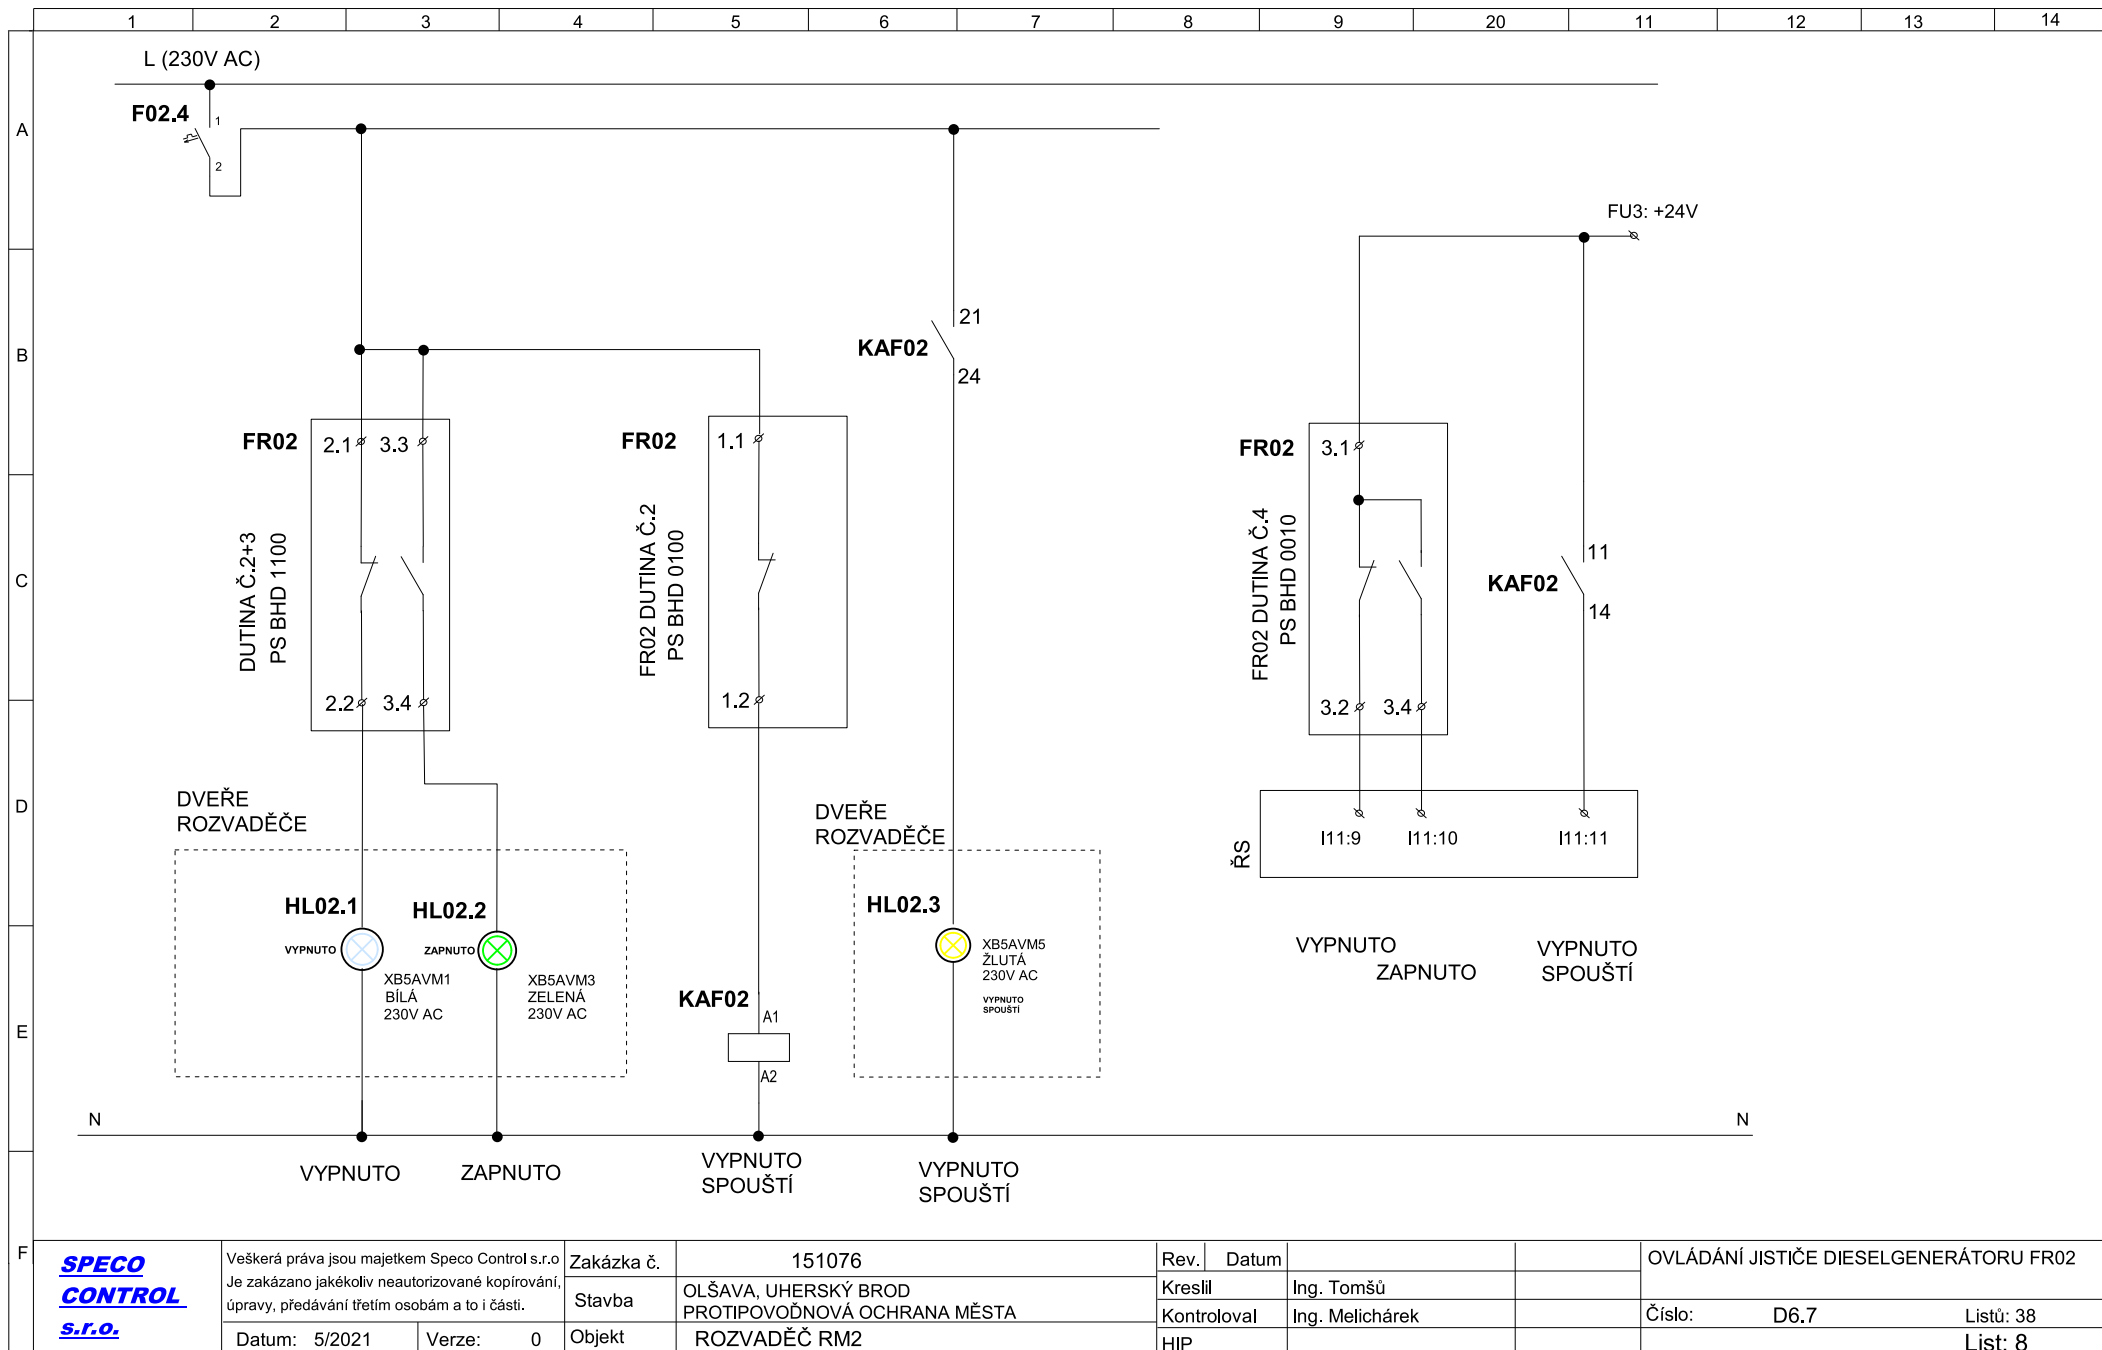 1 2 3 4 5 6 7 8 9 20 11 12 13 14
A
B
C
D
E
F
L (230V AC)
F02.4
1
2
FU3: +24V
21
KAF02
24
FR02
2.1
3.3
DUTINA Č.2+3
PS BHD 1100
2.2
3.4
FR02
1.1
FR02 DUTINA Č.2
PS BHD 0100
1.2
FR02
3.1
FR02 DUTINA Č.4
PS BHD 0010
3.2
3.4
11
KAF02
14
DVEŘE
ROZVADĚČE
HL02.1
VYPNUTO
XB5AVM1
BÍLÁ
230V AC
HL02.2
ZAPNUTO
XB5AVM3
ZELENÁ
230V AC
KAF02
A1
A2
DVEŘE
ROZVADĚČE
HL02.3
XB5AVM5
ŽLUTÁ
230V AC
VYPNUTO
SPOUŠTÍ
ŘS
I11:9
I11:10
I11:11
VYPNUTO
ZAPNUTO
VYPNUTO
SPOUŠTÍ
N
N
VYPNUTO
ZAPNUTO
VYPNUTO
SPOUŠTÍ
VYPNUTO
SPOUŠTÍ
SPECO
CONTROL
s.r.o.
Veškerá práva jsou majetkem Speco Control s.r.o
Je zakázano jakékoliv neautorizované kopírování,
úpravy, předávání třetím osobám a to i části.
Datum: 5/2021
Verze: 0
Zakázka č. 151076
Stavba
OLŠAVA, UHERSKÝ BROD
PROTIPOVODŇOVÁ OCHRANA MĚSTA
Objekt ROZVADĚČ RM2
Rev. Datum
Kreslil Ing. Tomšů
Kontroloval Ing. Melichárek
HIP
OVLÁDÁNÍ JISTIČE DIESELGENERÁTORU FR02
Číslo: D6.7 Listů: 38
List: 8